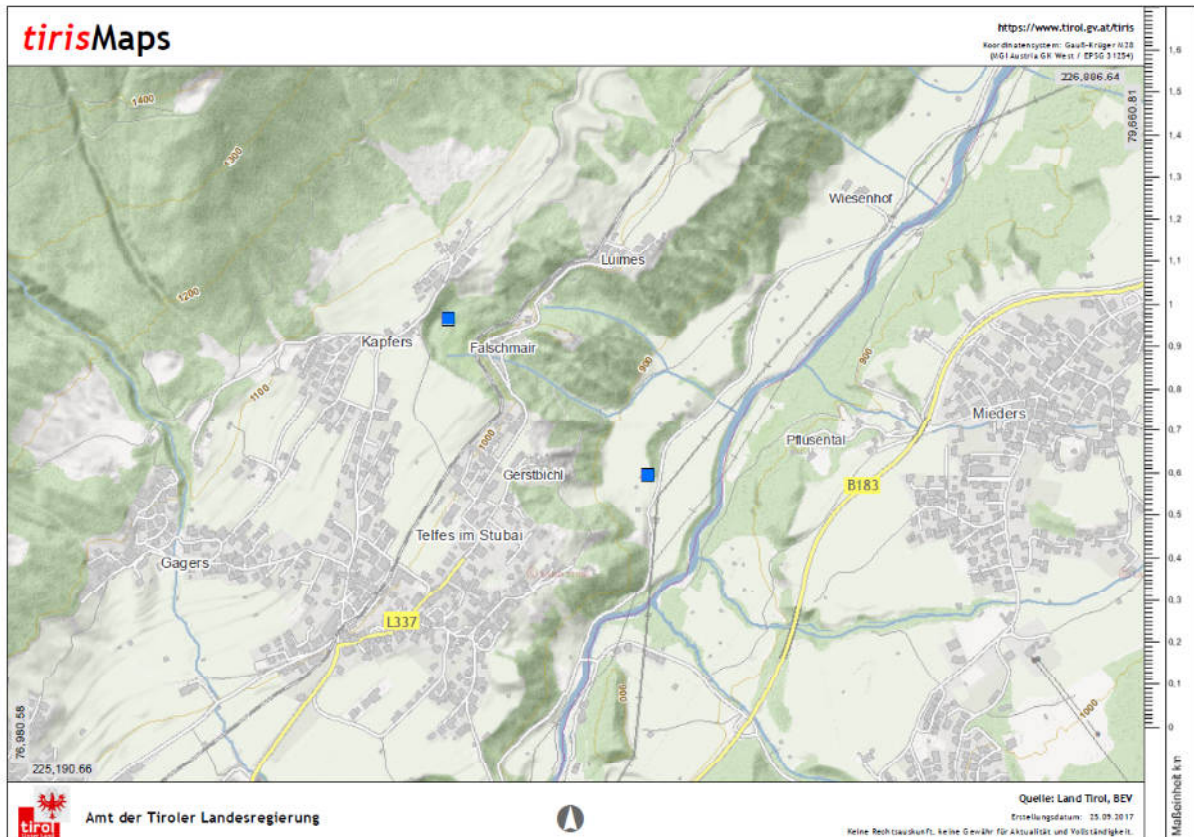 tirisMaps
https://www.tirol.gv.at/tiris
Koordinatensystem: Gauß-Krüger M28
(MGI Austria GK West / EPSG 31254)
226,886.64
79,660.81
1400
1300
1200
Wiesenhof
Luimes
Kapfers
Falschmair
900
900
1100
1000
Mieders
Pflusental
Gerstbichl
B183
Telfes im Stubai
Gagers
L337
900
1000
76,980.58
225,190.66
1,6
1,5
1,4
1,3
1,2
1,1
1
0,9
0,8
0,7
0,6
0,5
0,4
0,3
0,2
0,1
0
Maßeinheit km
tirol
Amt der Tiroler Landesregierung
Quelle: Land Tirol, BEV
Erstellungsdatum: 25.09.2017
Keine Rechtsauskunft, keine Gewähr für Aktualität und Vollständigkeit.